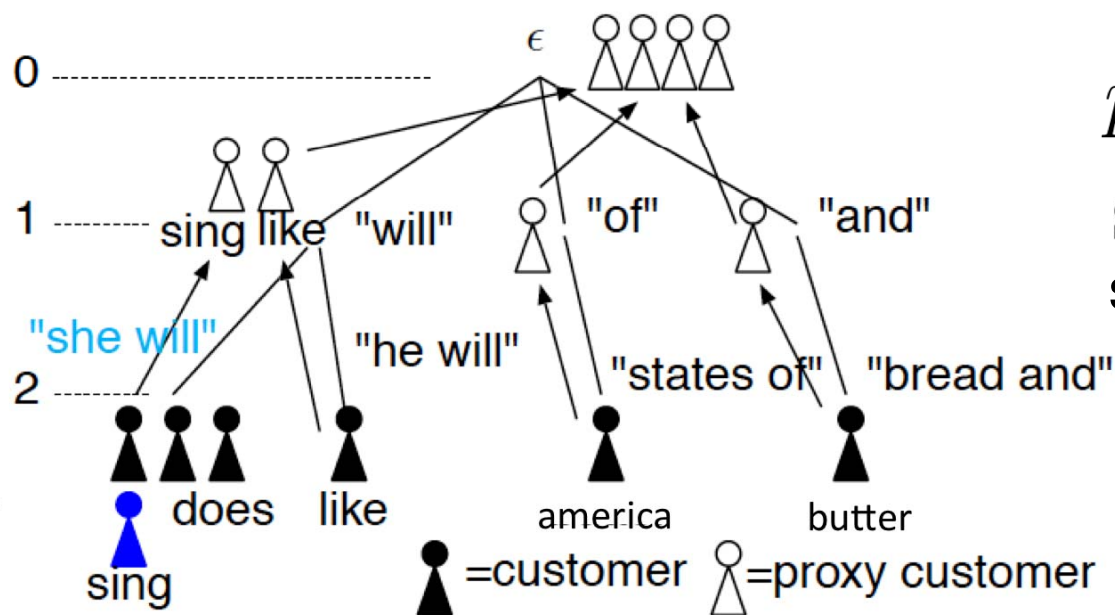 ϵ
0
1
sing like "will" "of" "and"
"she will"
"he will"
"states of" "bread and"
2
does like america butter
sing
=customer =proxy customer